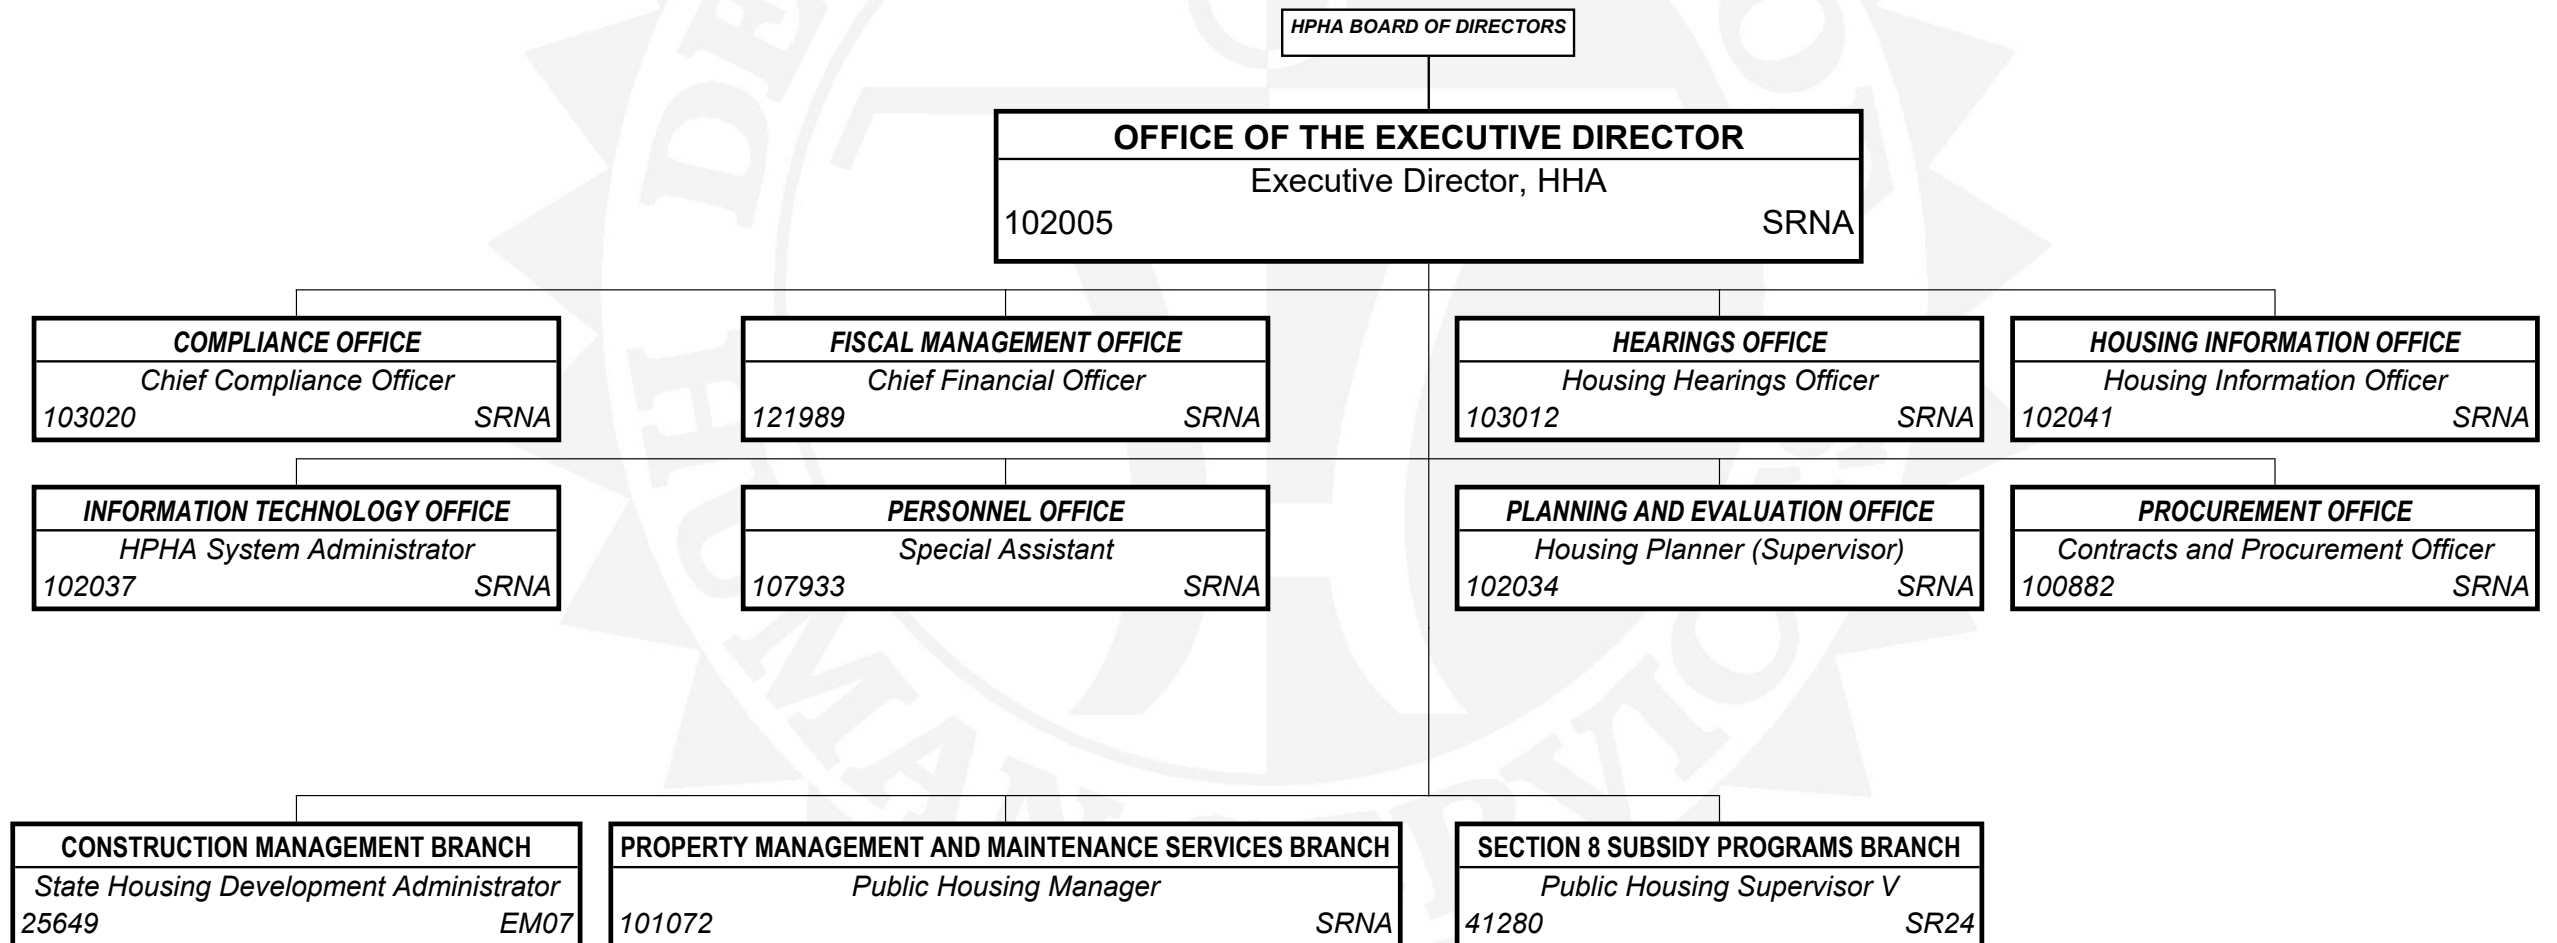 HPHA BOARD OF DIRECTORS
OFFICE OF THE EXECUTIVE DIRECTOR
Executive Director, HHA
102005 SRNA
COMPLIANCE OFFICE
Chief Compliance Officer
103020 SRNA
FISCAL MANAGEMENT OFFICE
Chief Financial Officer
121989 SRNA
HEARINGS OFFICE
Housing Hearings Officer
103012 SRNA
HOUSING INFORMATION OFFICE
Housing Information Officer
102041 SRNA
INFORMATION TECHNOLOGY OFFICE
HPHA System Administrator
102037 SRNA
PERSONNEL OFFICE
Special Assistant
107933 SRNA
PLANNING AND EVALUATION OFFICE
Housing Planner (Supervisor)
102034 SRNA
PROCUREMENT OFFICE
Contracts and Procurement Officer
100882 SRNA
CONSTRUCTION MANAGEMENT BRANCH
State Housing Development Administrator
25649 EM07
PROPERTY MANAGEMENT AND MAINTENANCE SERVICES BRANCH
Public Housing Manager
101072 SRNA
SECTION 8 SUBSIDY PROGRAMS BRANCH
Public Housing Supervisor V
41280 SR24